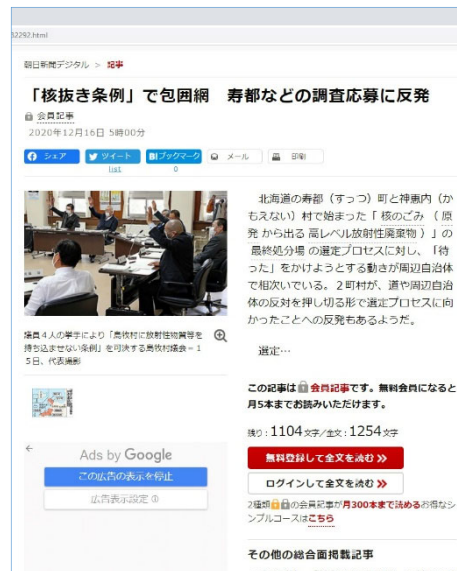 32292.html
朝日新聞デジタル > 記事
「核抜き条例」で包囲網　寿都などの調査応募に反発
会員記事
2020年12月16日 5時00分
シェア
ツイート
list
B!ブックマーク
0
メール
印刷
北海道の寿都（すっつ）町と神恵内（か
もえない）村で始まった「核のごみ（原
発から出る高レベル放射性廃棄物）」の
最終処分場の選定プロセスに対し、「待
った」をかけようとする動きが周辺自治体
で相次いでいる。２町村が、道や周辺自治
体の反対を押し切る形で選定プロセスに向
かったことへの反発もあるようだ。
選定…
議員４人の挙手により「島牧村に放射性物質等を
持ち込ませない条例」を可決する島牧村議会＝１
５日、代表撮影
この記事は会員記事です。無料会員になると
月5本までお読みいただけます。
残り：1104文字／全文：1254文字
無料登録して全文を読む
ログインして全文を読む
2種類の会員記事が月300本まで読めるお得なシ
ンプルコースはこちら
Ads by Google
この広告の表示を停止
広告表示設定
その他の総合面掲載記事